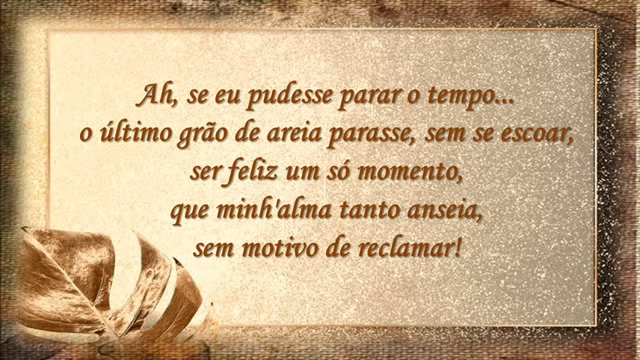 Ah, se eu pudesse parar o tempo...
o último grão de areia parasse, sem se escoar,
ser feliz um só momento,
que minh'alma tanto anseia,
sem motivo de reclamar!